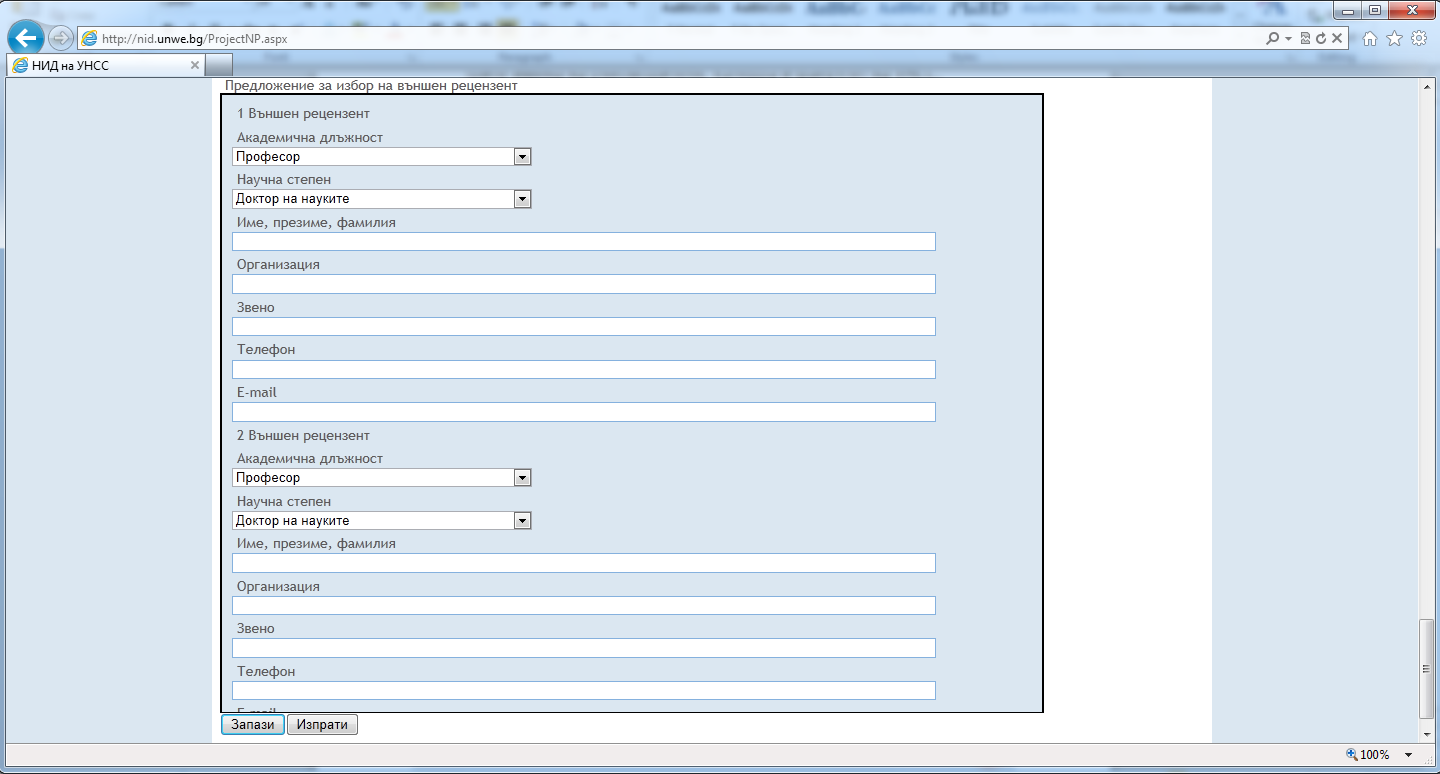 http://nid.unwe.bg/ProjectNP.aspx
НИД на УНСС
Предложение за избор на външен рецензент
1 Външен рецензент
Академична длъжност
Професор
Научна степен
Доктор на науките
Име, презиме, фамилия
Организация
Звено
Телефон
E-mail
2 Външен рецензент
Академична длъжност
Професор
Научна степен
Доктор на науките
Име, презиме, фамилия
Организация
Звено
Телефон
E-mail
Запази Изпрати
100%